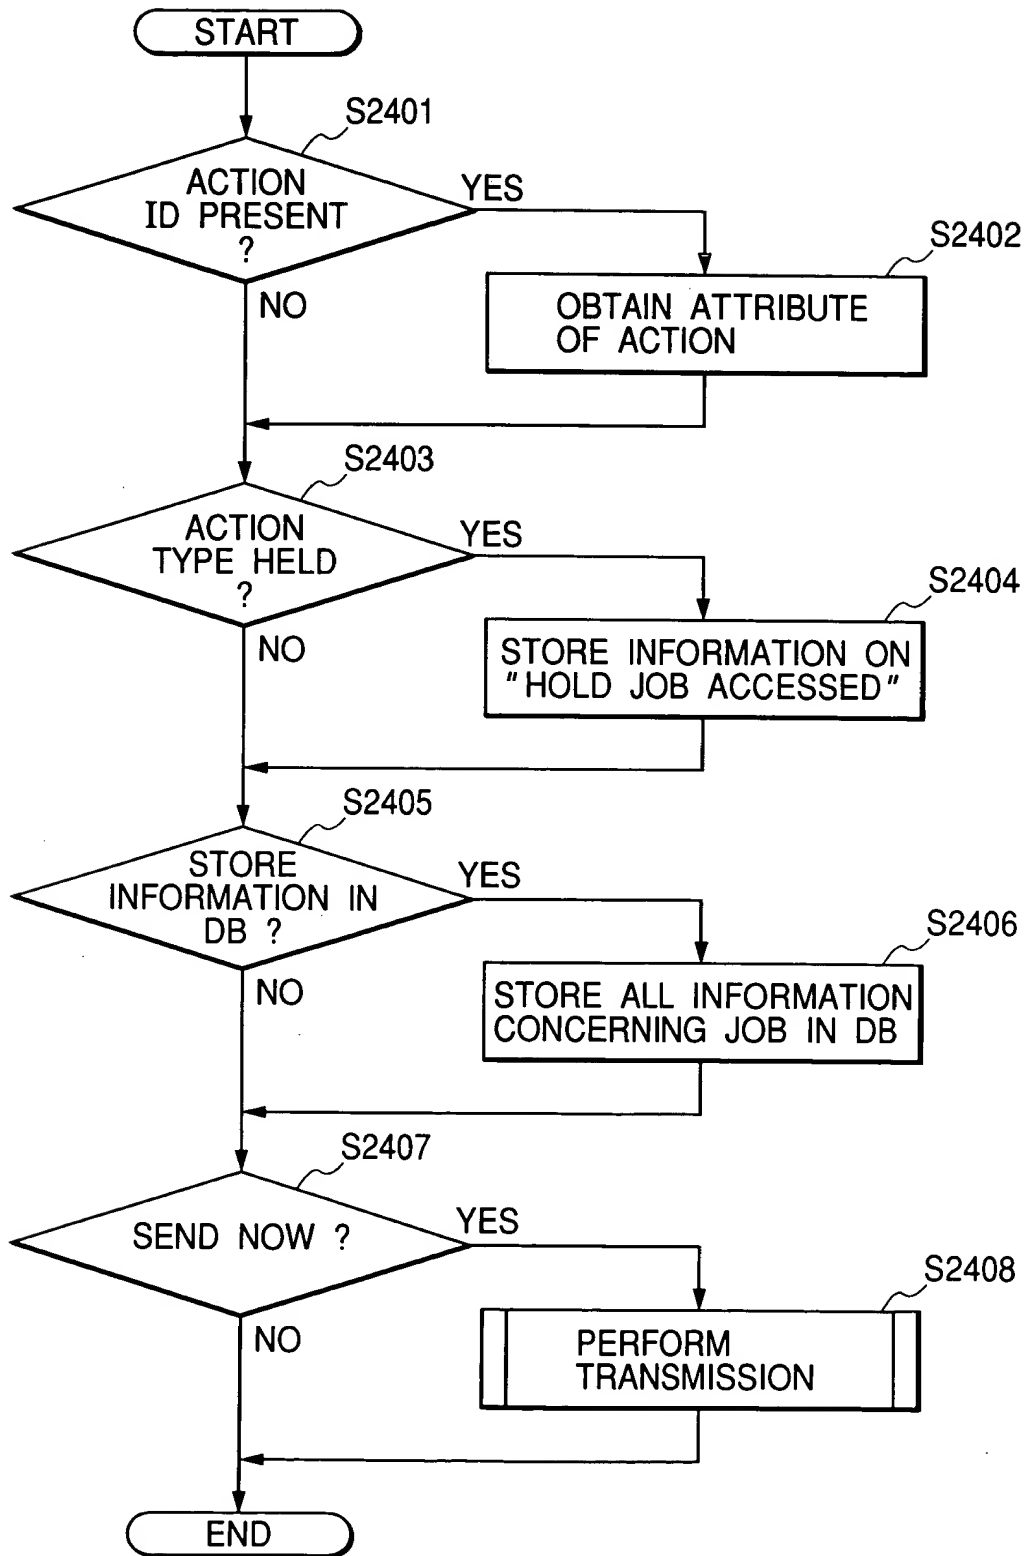 START
S2401
ACTION
ID PRESENT
?
YES
NO
S2402
OBTAIN ATTRIBUTE
OF ACTION
S2403
ACTION
TYPE HELD
?
YES
NO
S2404
STORE INFORMATION ON
"HOLD JOB ACCESSED"
S2405
STORE
INFORMATION IN
DB ?
YES
NO
S2406
STORE ALL INFORMATION
CONCERNING JOB IN DB
S2407
SEND NOW ?
YES
NO
S2408
PERFORM
TRANSMISSION
END